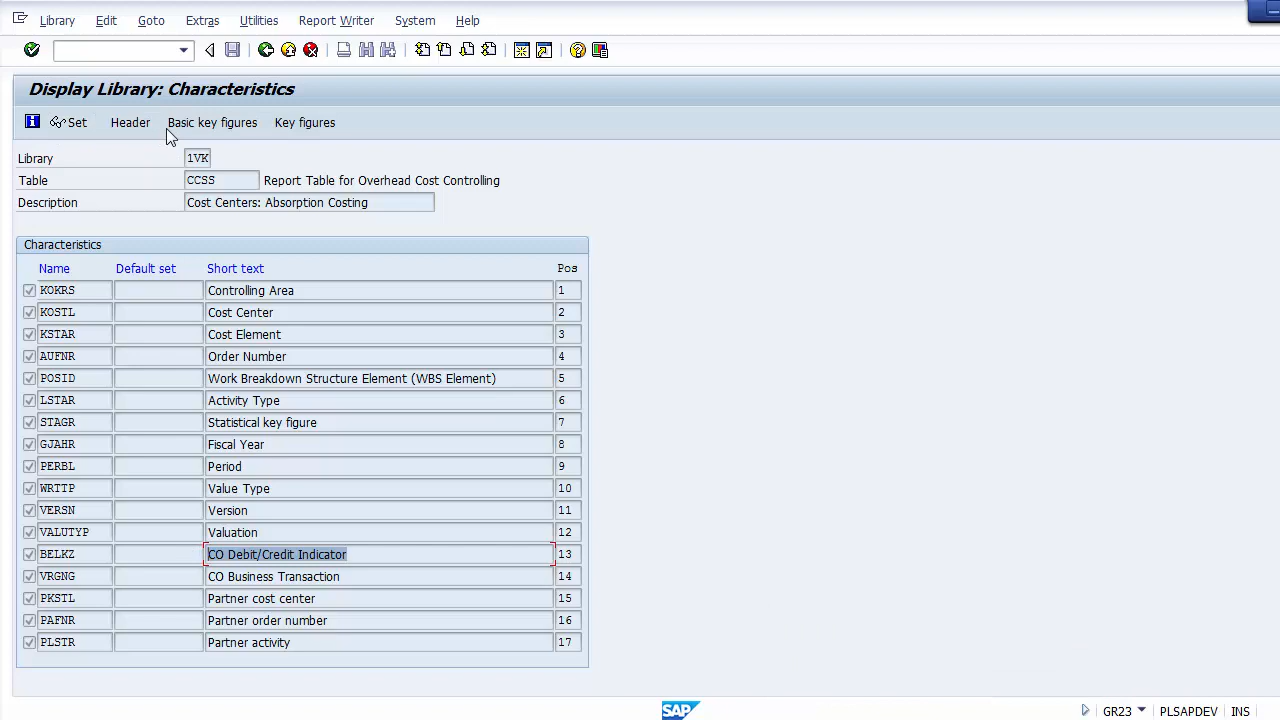 Library Edit Goto Extras Utilities Report Writer System Help
Display Library: Characteristics
Set Header Basic key figures Key figures
Library 1VK
Table CCSS Report Table for Overhead Cost Controlling
Description Cost Centers: Absorption Costing
Characteristics
Name Default set Short text Pos
KOKRS Controlling Area 1
KOSTL Cost Center 2
KSTAR Cost Element 3
AUFNR Order Number 4
POSID Work Breakdown Structure Element (WBS Element) 5
LSTAR Activity Type 6
STAGR Statistical key figure 7
GJAHR Fiscal Year 8
PERBL Period 9
WRTTP Value Type 10
VERSN Version 11
VALUTYP Valuation 12
BELKZ CO Debit/Credit Indicator 13
VRGNG CO Business Transaction 14
PKSTL Partner cost center 15
PAFNR Partner order number 16
PLSTR Partner activity 17
SAP GR23 PLSAPDEV INS